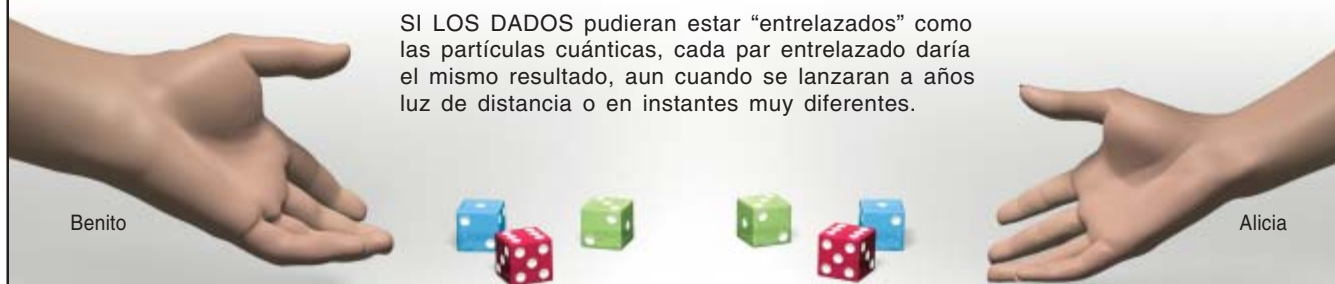 SI LOS DADOS pudieran estar “entrelazados” como
las partículas cuánticas, cada par entrelazado daría
el mismo resultado, aun cuando se lanzaran a años
luz de distancia o en instantes muy diferentes.
Benito
Alicia